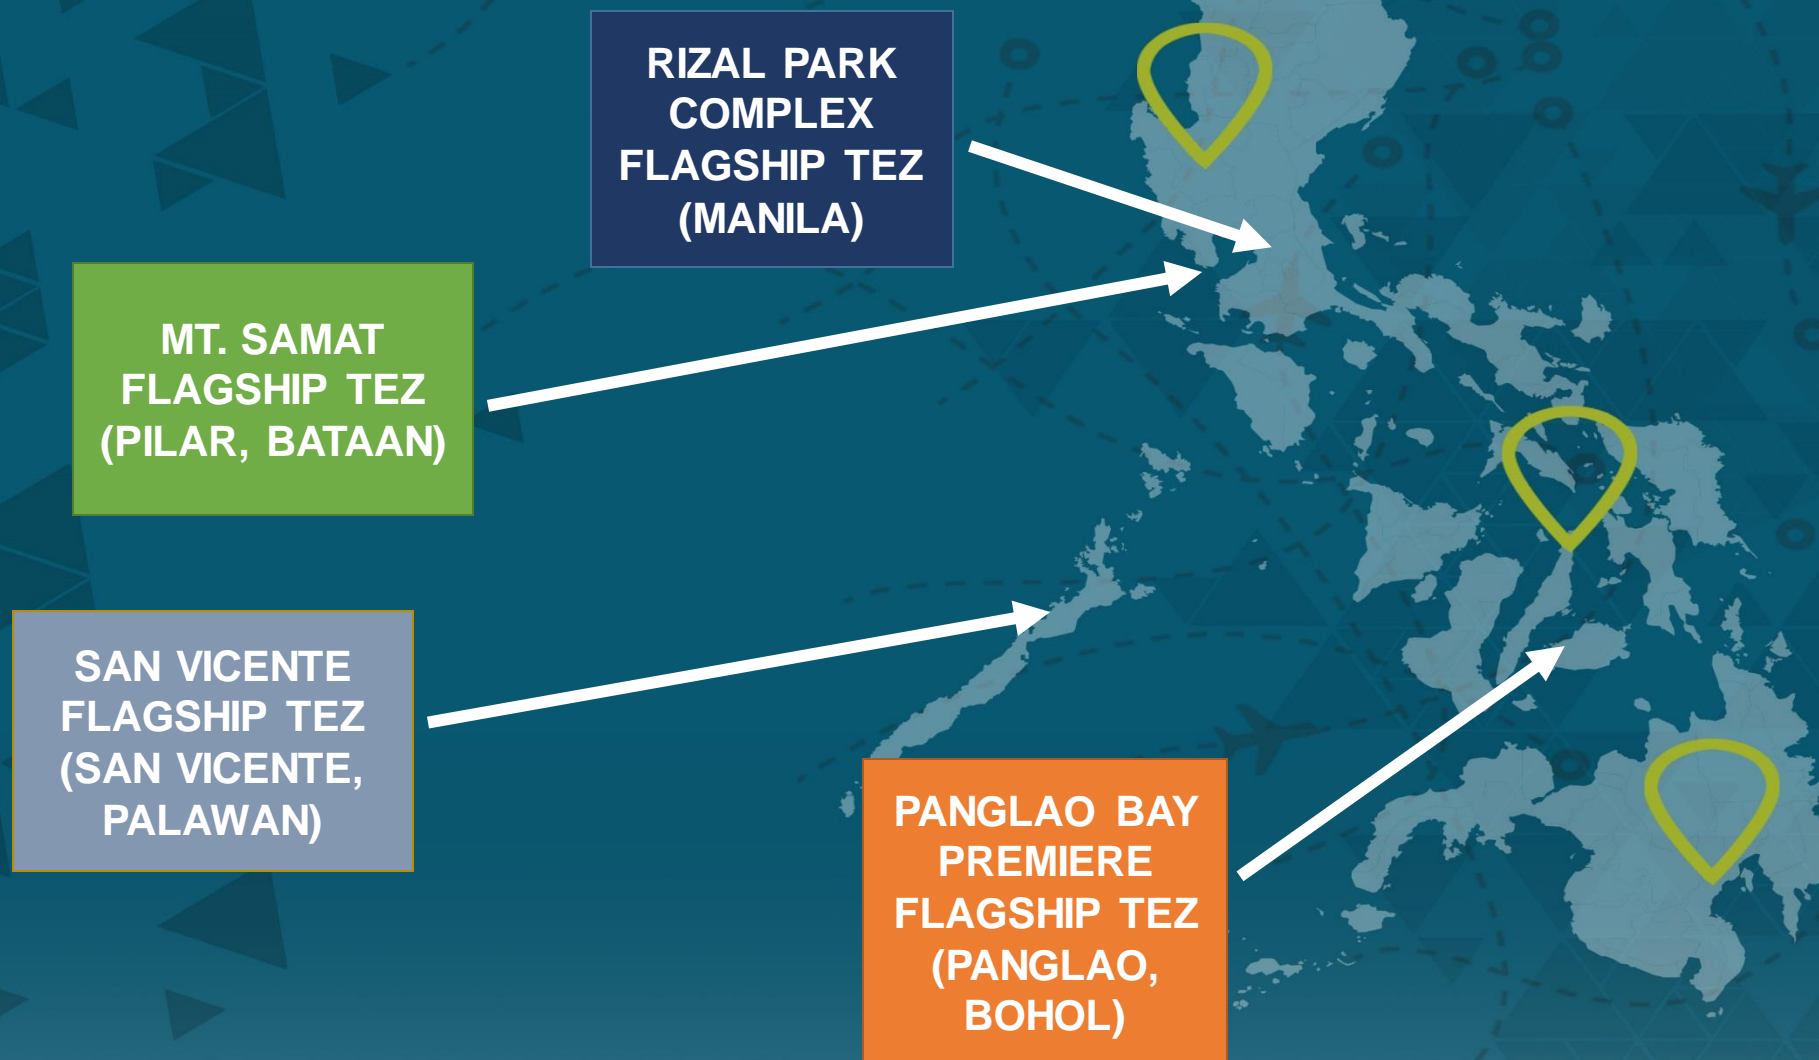 RIZAL PARK
COMPLEX
FLAGSHIP TEZ
(MANILA)
MT. SAMAT
FLAGSHIP TEZ
(PILAR, BATAAN)
SAN VICENTE
FLAGSHIP TEZ
(SAN VICENTE,
PALAWAN)
PANGLAO BAY
PREMIERE
FLAGSHIP TEZ
(PANGLAO,
BOHOL)